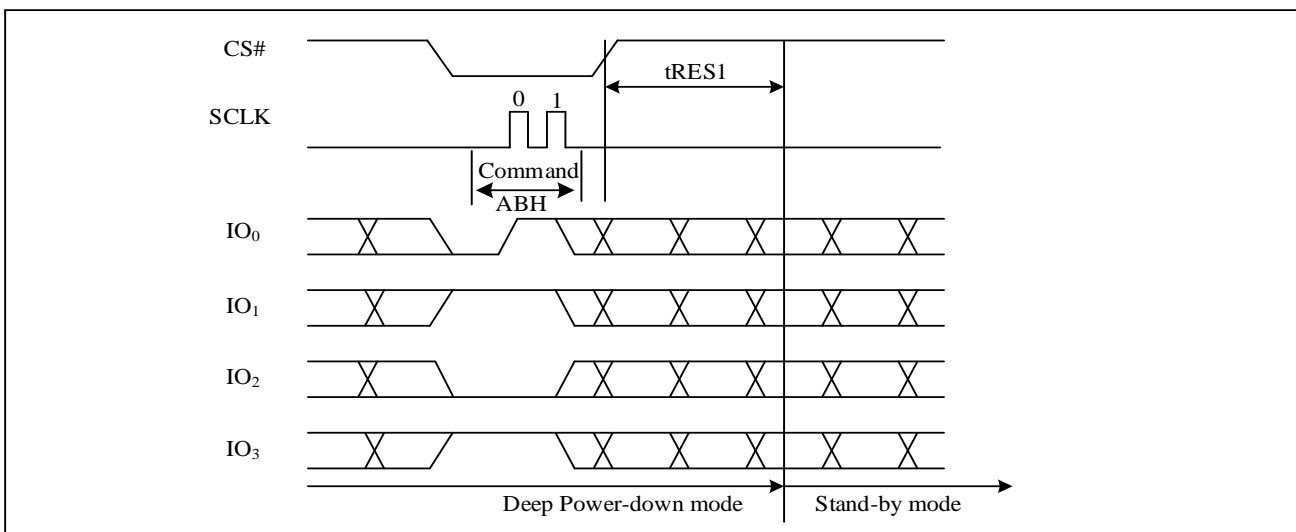 CS#
tRES1
0 1
SCLK
Command
ABH
IO0
IO1
IO2
IO3
Deep Power-down mode Stand-by mode